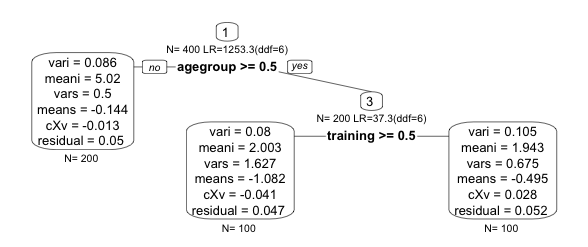 1
N= 400 LR=1253.3(ddf=6)
no agegroup >= 0.5 yes
vari = 0.086
meani = 5.02
vars = 0.5
means = -0.144
cXv = -0.013
residual = 0.05
N= 200
3
N= 200 LR=37.3(ddf=6)
training >= 0.5
vari = 0.08
meani = 2.003
vars = 1.627
means = -1.082
cXv = -0.041
residual = 0.047
N= 100
vari = 0.105
meani = 1.943
vars = 0.675
means = -0.495
cXv = 0.028
residual = 0.052
N= 100